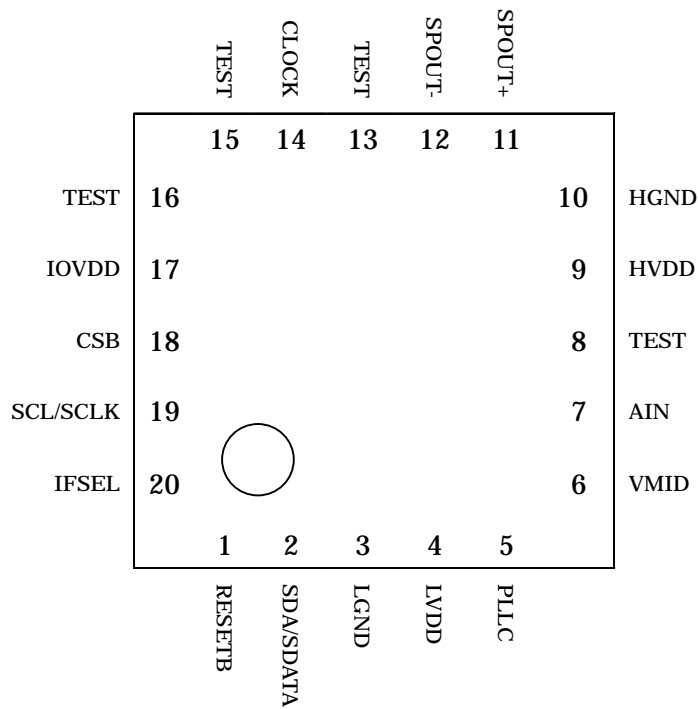 TEST CLOCK TEST SPOUT- SPOUT+
15 14 13 12 11
TEST 16 10 HGND
IOVDD 17 9 HVDD
CSB 18 8 TEST
SCL/SCLK 19 7 AIN
IFSEL 20 6 VMID
1 2 3 4 5
RESETB SDA/SDATA LGND LVDD PLLC